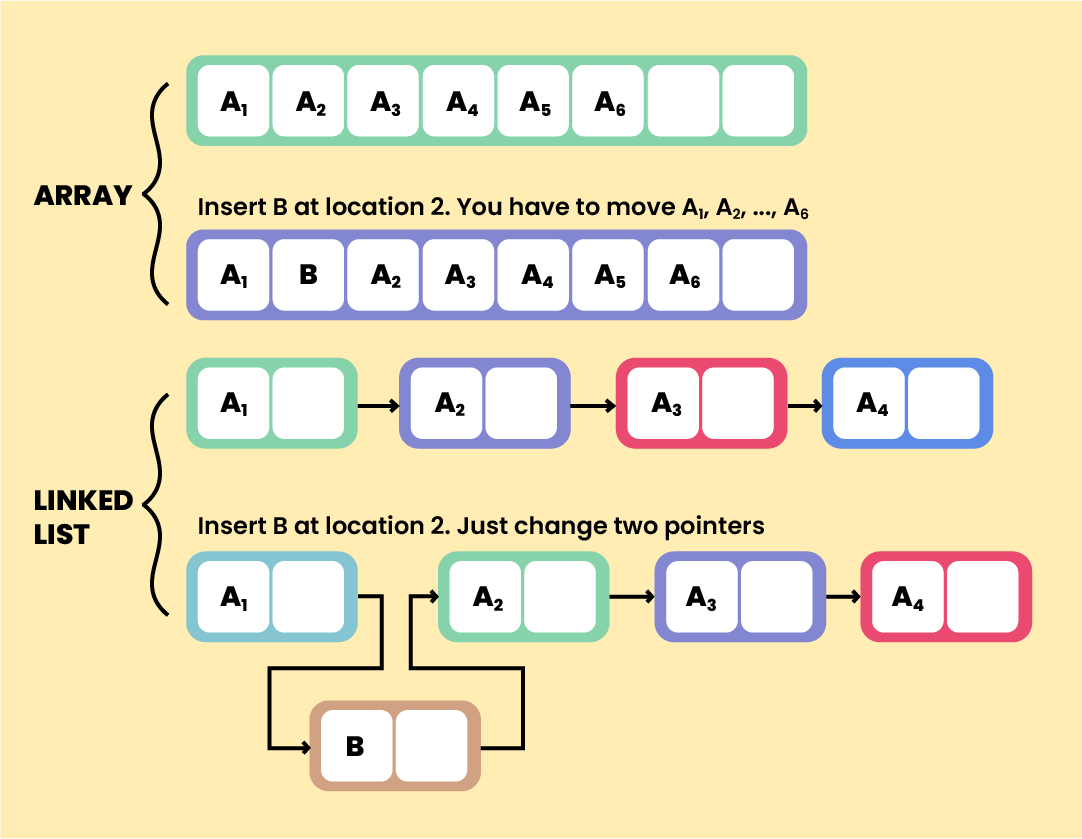 A₁ A₂ A₃ A₄ A₅ A₆
ARRAY
Insert B at location 2. You have to move A₁, A₂, ..., A₆
A₁ B A₂ A₃ A₄ A₅ A₆
A₁ A₂ A₃ A₄
LINKED
LIST
Insert B at location 2. Just change two pointers
A₁ A₂ A₃ A₄
B